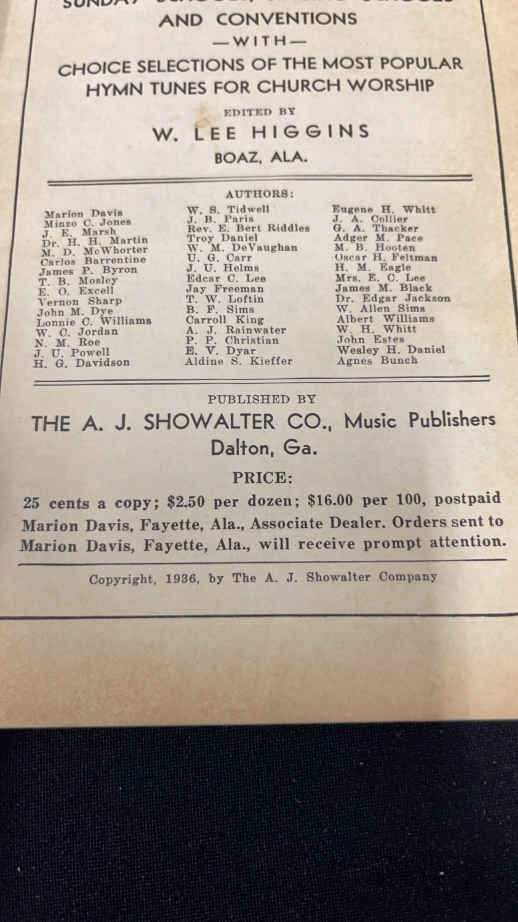 AND CONVENTIONS
—WITH—
CHOICE SELECTIONS OF THE MOST POPULAR
HYMN TUNES FOR CHURCH WORSHIP
EDITED BY
W. LEE HIGGINS
BOAZ, ALA.
AUTHORS:
Marion Davis
Minzo C. Jones
J. E. Marsh
Dr. H. H. Martin
M. D. McWhorter
Carlos Barrentine
James P. Byron
T. B. Mosley
E. O. Excell
Vernon Sharp
John M. Dye
Lonnie C. Williams
W. C. Jordan
N. M. Roe
J. U. Powell
H. G. Davidson
W. S. Tidwell
J. B. Paris
Rev. E. Bert Riddles
Troy Daniel
W. M. DeVaughan
U. G. Carr
J. U. Helms
Edcar C. Lee
Jay Freeman
T. W. Loftin
B. F. Sims
Carroll King
A. J. Rainwater
P. P. Christian
E. V. Dyar
Aldine S. Kieffer
Eugene H. Whitt
J. A. Collier
G. A. Thacker
Adger M. Pace
M. B. Hooten
Oscar H. Feltman
H. M. Eagle
Mrs. E. C. Lee
James M. Black
Dr. Edgar Jackson
W. Allen Sims
Albert Williams
W. H. Whitt
John Estes
Wesley H. Daniel
Agnes Bunch
PUBLISHED BY
THE A. J. SHOWALTER CO., Music Publishers
Dalton, Ga.
PRICE:
25 cents a copy; $2.50 per dozen; $16.00 per 100, postpaid
Marion Davis, Fayette, Ala., Associate Dealer. Orders sent to
Marion Davis, Fayette, Ala., will receive prompt attention.
Copyright, 1936, by The A. J. Showalter Company